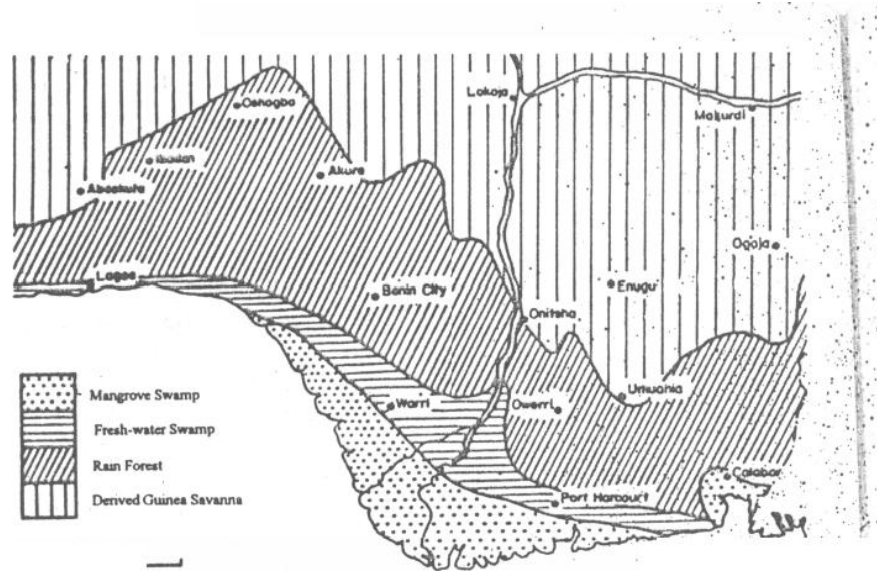 Oshogbo
Lokoja
Makurdi
Ibadan
Akure
Abeokuta
Ogoja
Lagos
Benin City
Enugu
Onitsha
Mangrove Swamp
Warri
Owerri
Umuahia
Fresh-water Swamp
Rain Forest
Calabar
Port Harcourt
Derived Guinea Savanna